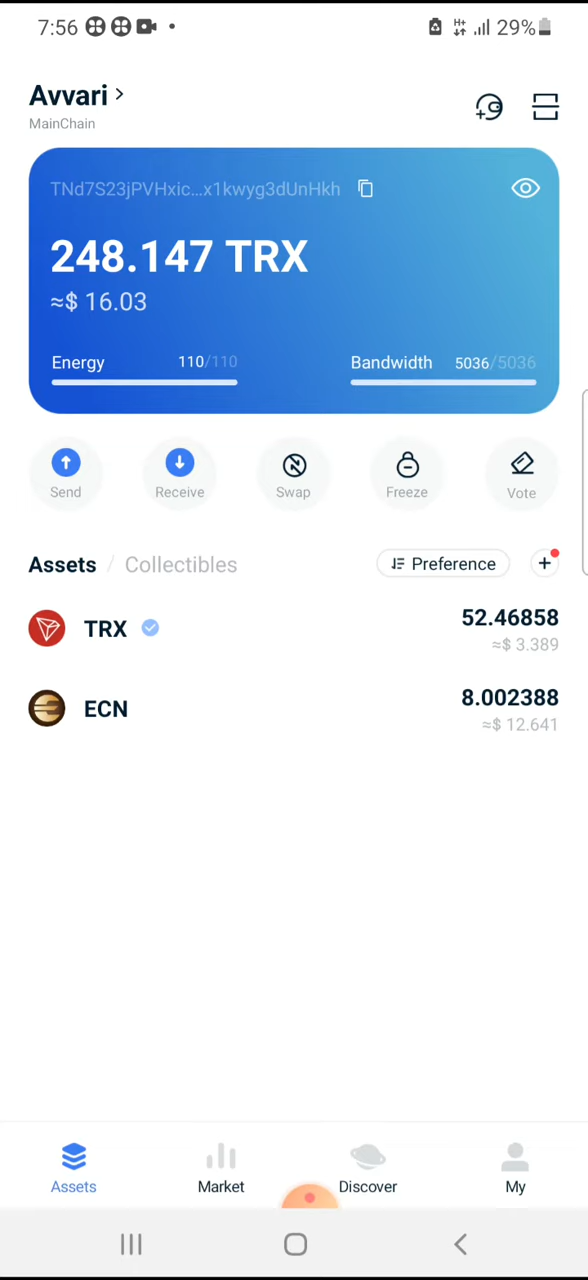 7:56
29%
Avvari
MainChain
TNd7S23jPVHxic...x1kwyg3dUnHkh
248.147 TRX
≈$ 16.03
Energy 110/110 Bandwidth 5036/5036
Send Receive Swap Freeze Vote
Assets / Collectibles Preference
TRX 52.46858
≈$ 3.389
ECN 8.002388
≈$ 12.641
Assets Market Discover My